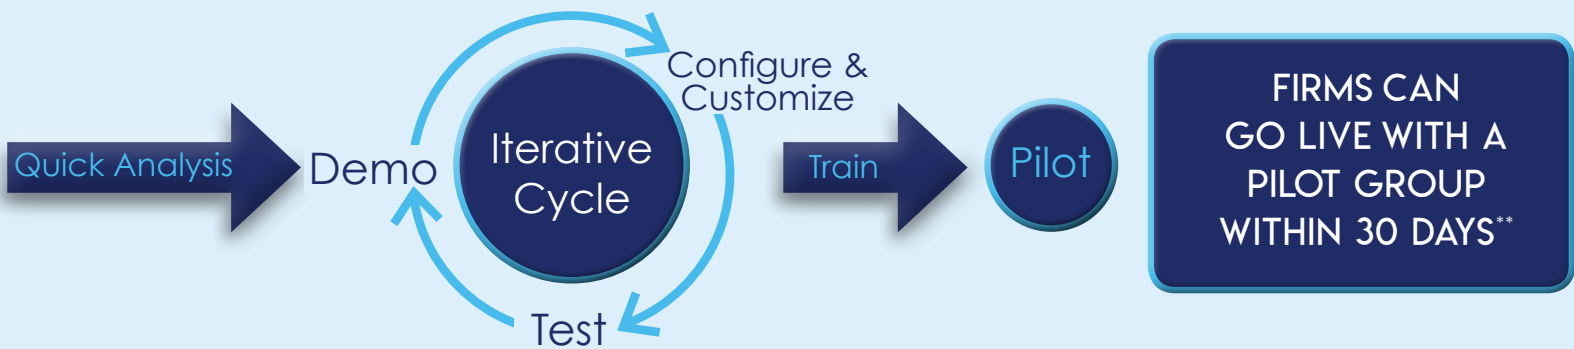 Quick Analysis
Demo
Iterative
Cycle
Configure &
Customize
Test
Train
Pilot
FIRMS CAN
GO LIVE WITH A
PILOT GROUP
WITHIN 30 DAYS**